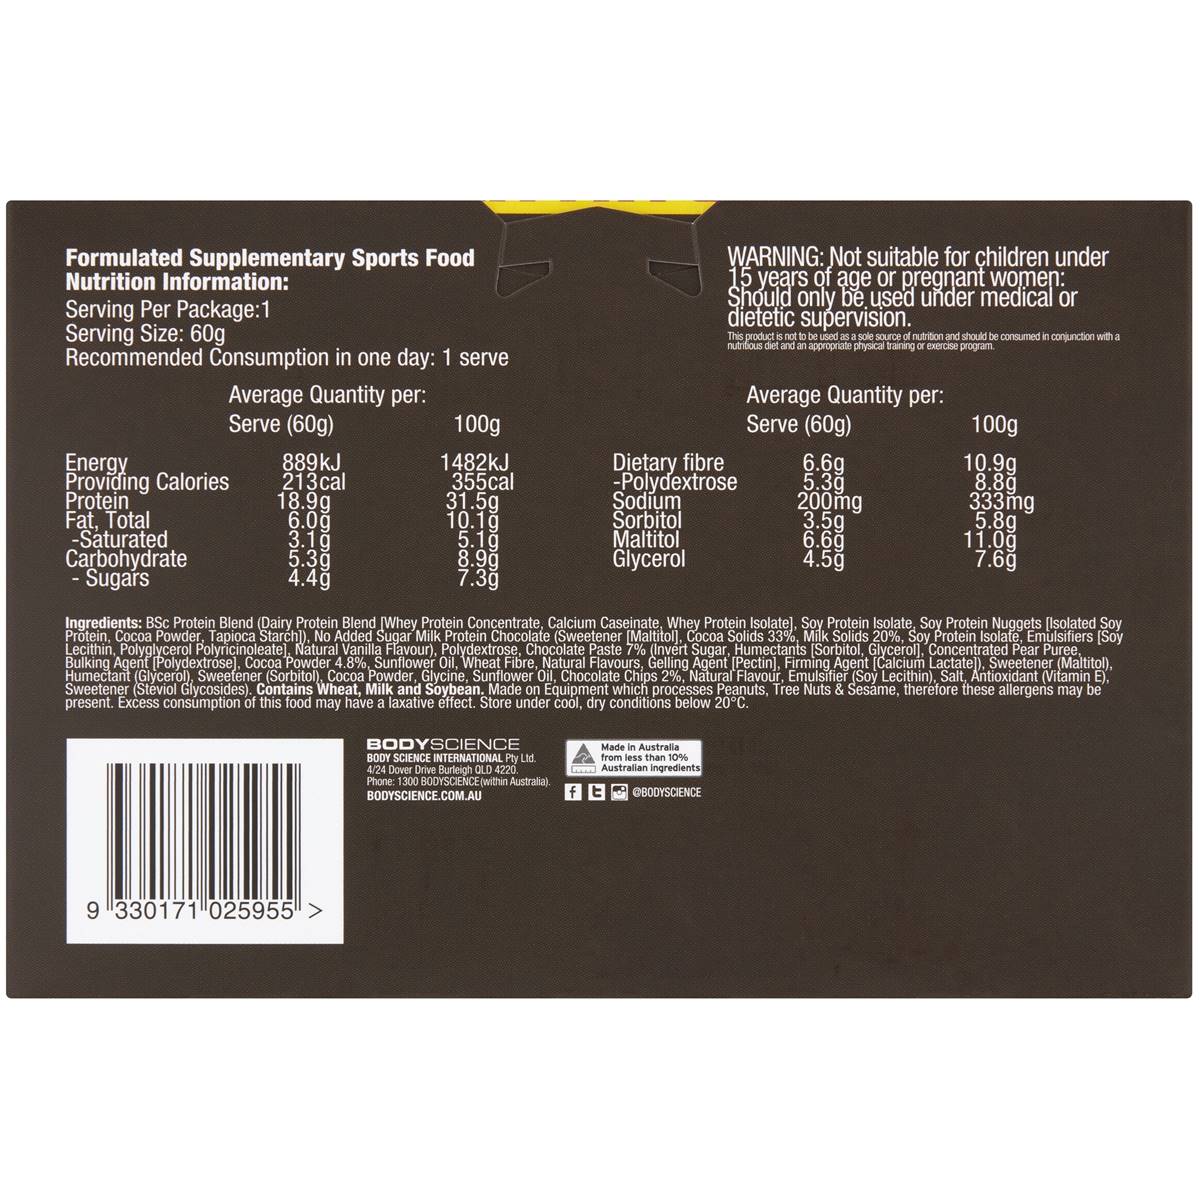 Formulated Supplementary Sports Food
Nutrition Information:
Serving Per Package:1
Serving Size: 60g
Recommended Consumption in one day: 1 serve
WARNING: Not suitable for children under
15 years of age or pregnant women:
Should only be used under medical or
dietetic supervision.
This product is not to be used as a sole source of nutrition and should be consumed in conjunction with a
nutritious diet and an appropriate physical training or exercise program.
Average Quantity per:
Serve (60g) 100g
Energy 889kJ 1482kJ
Providing Calories 213cal 355cal
Protein 18.9g 31.5g
Fat, Total 6.0g 10.1g
-Saturated 3.1g 5.1g
Carbohydrate 5.3g 8.9g
- Sugars 4.4g 7.3g
Average Quantity per:
Serve (60g) 100g
Dietary fibre 6.6g 10.9g
-Polydextrose 5.3g 8.8g
Sodium 200mg 333mg
Sorbitol 3.5g 5.8g
Maltitol 6.6g 11.0g
Glycerol 4.5g 7.6g
Ingredients: BSc Protein Blend (Dairy Protein Blend [Whey Protein Concentrate, Calcium Caseinate, Whey Protein Isolate], Soy Protein Isolate, Soy Protein Nuggets [Isolated Soy
Protein, Cocoa Powder, Tapioca Starch]), No Added Sugar Milk Protein Chocolate (Sweetener [Maltitol], Cocoa Solids 33%, Milk Solids 20%, Soy Protein Isolate, Emulsifiers [Soy
Lecithin, Polyglycerol Polyricinoleate], Natural Vanilla Flavour), Polydextrose, Chocolate Paste 7% (Invert Sugar, Humectants [Sorbitol, Glycerol], Concentrated Pear Puree,
Bulking Agent [Polydextrose], Cocoa Powder 4.8%, Sunflower Oil, Wheat Fibre, Natural Flavours, Gelling Agent [Pectin], Firming Agent [Calcium Lactate]), Sweetener (Maltitol),
Humectant (Glycerol), Sweetener (Sorbitol), Cocoa Powder, Glycine, Sunflower Oil, Chocolate Chips 2%, Natural Flavour, Emulsifier (Soy Lecithin), Salt, Antioxidant (Vitamin E),
Sweetener (Steviol Glycosides). Contains Wheat, Milk and Soybean. Made on Equipment which processes Peanuts, Tree Nuts & Sesame, therefore these allergens may be
present. Excess consumption of this food may have a laxative effect. Store under cool, dry conditions below 20°C.
BODYSCIENCE
BODY SCIENCE INTERNATIONAL Pty Ltd.
4/24 Dover Drive Burleigh QLD 4220.
Phone: 1300 BODYSCIENCE (within Australia).
BODYSCIENCE.COM.AU
Made in Australia
from less than 10%
Australian ingredients
f t @BODYSCIENCE
9 330171 025955 >